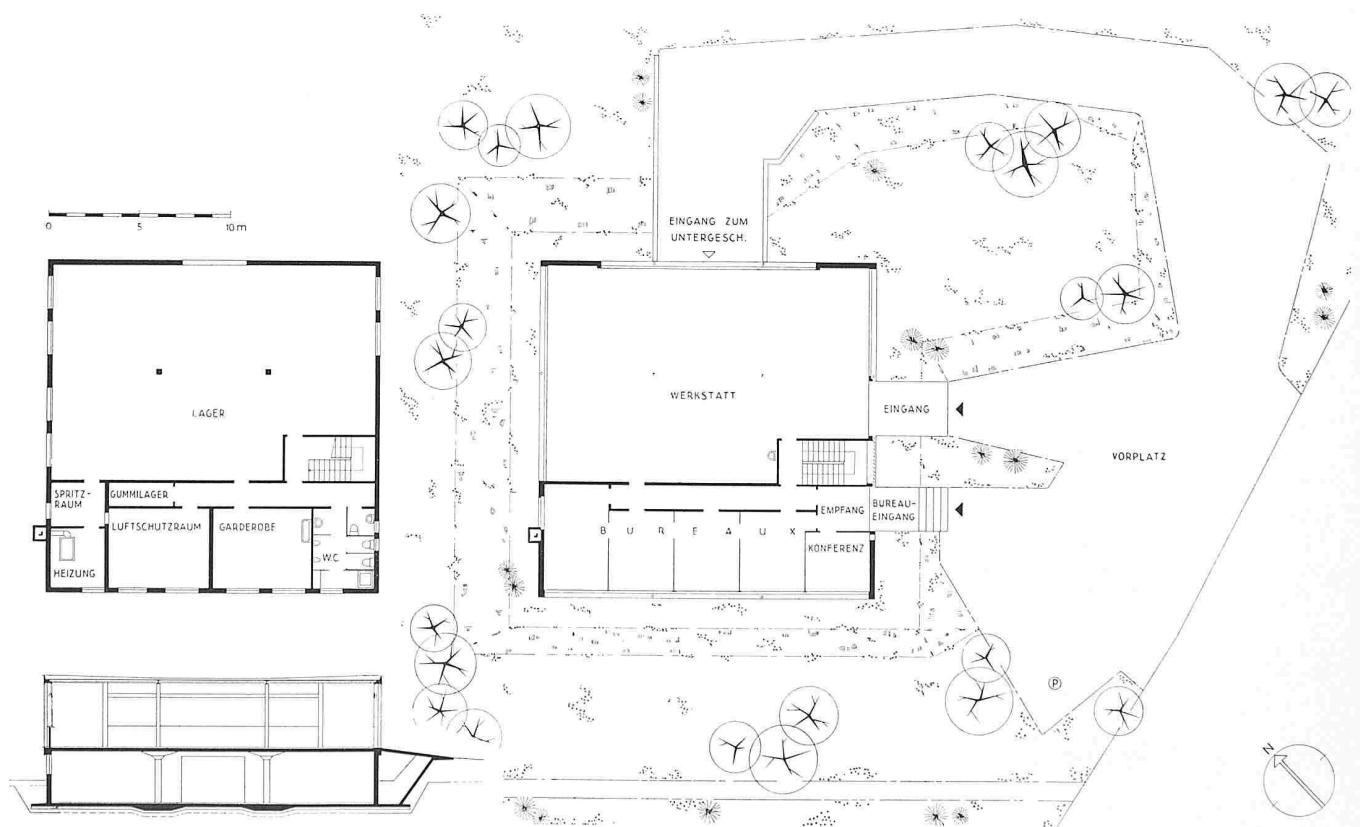 0 5 10 m
LAGER
SPRITZ-
RAUM
GUMMILAGER
LUFTSCHUTZRAUM
GARDEROBE
W.C
HEIZUNG
EINGANG ZUM
UNTERGESCH.
WERKSTATT
EINGANG
VORPLATZ
EMPFANG
BUREAU-
EINGANG
BUREAUX
KONFERENZ
P
N